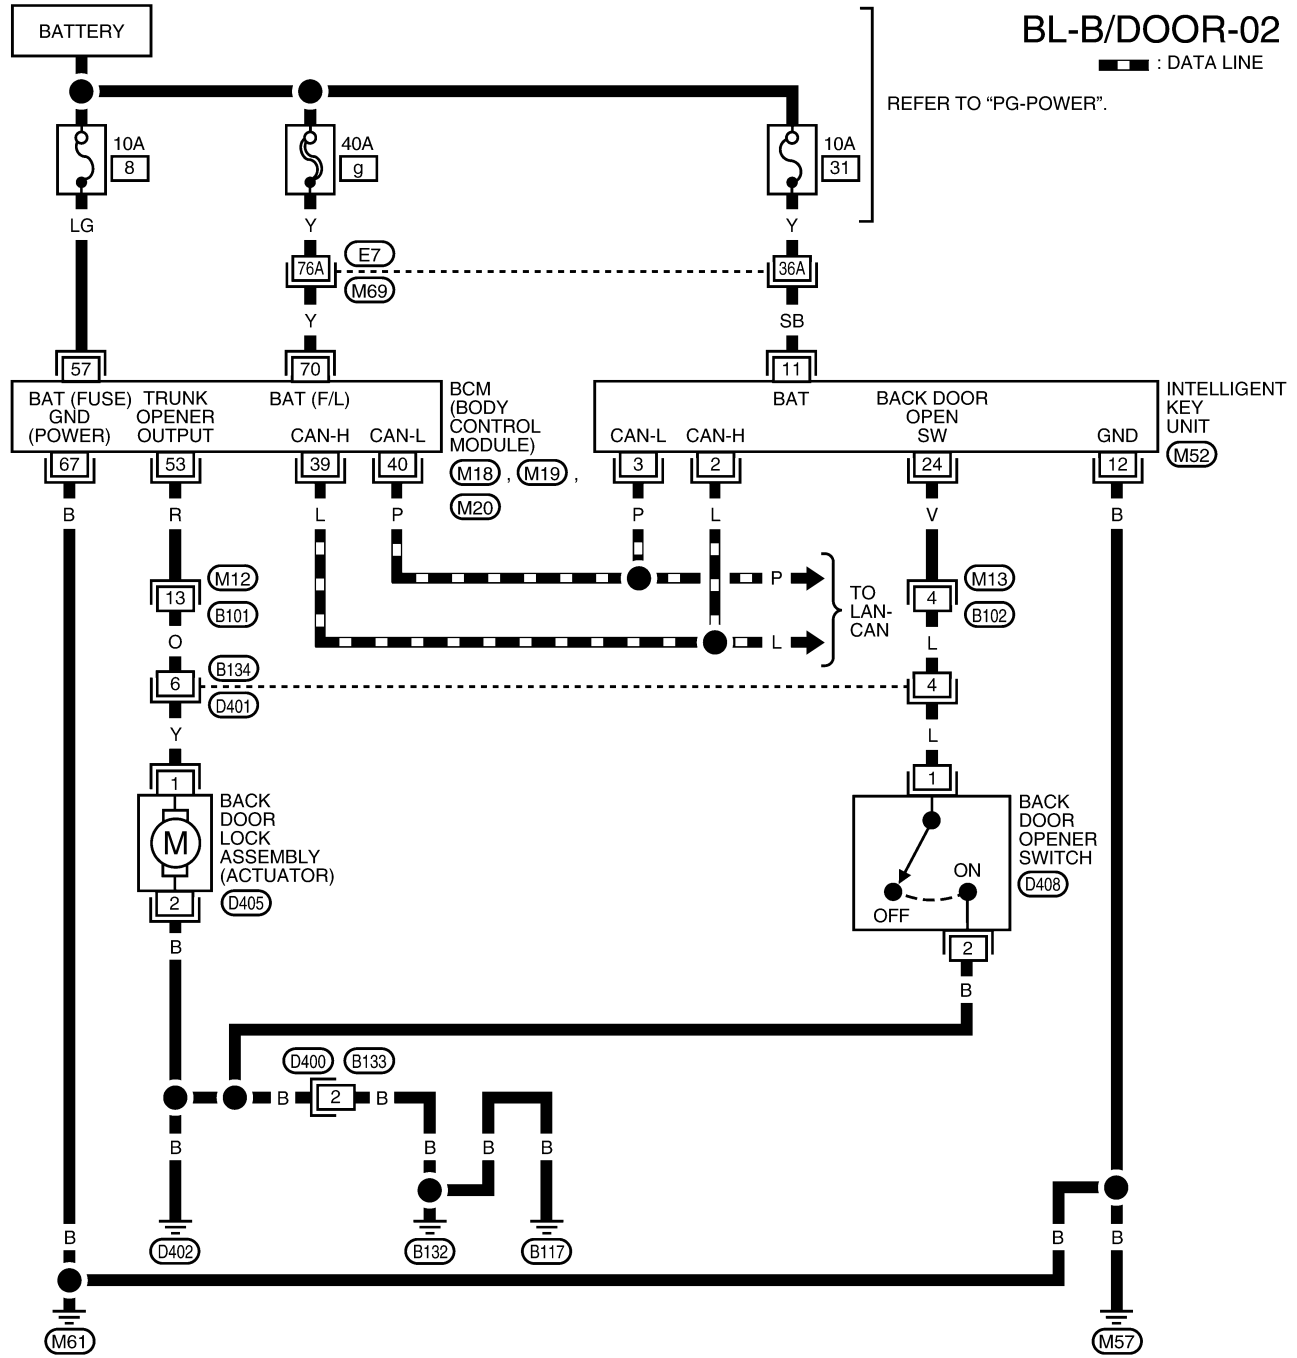 BATTERY
BL-B/DOOR-02
: DATA LINE
REFER TO “PG-POWER”.
10A
8
40A
g
10A
31
LG
Y
Y
76A
E7
M69
36A
Y
SB
57
70
11
BAT (FUSE)
GND
(POWER)
TRUNK
OPENER
OUTPUT
BAT (F/L)
CAN-H
CAN-L
BCM
(BODY
CONTROL
MODULE)
M18 , M19 ,
M20
BAT
BACK DOOR
OPEN
SW
CAN-L
CAN-H
GND
INTELLIGENT
KEY
UNIT
M52
67
53
39
40
3
2
24
12
B
R
L
P
P
L
V
B
M12
13
B101
P
L
TO
LAN-
CAN
M13
4
B102
O
L
B134
6
D401
4
Y
L
1
1
M
BACK
DOOR
LOCK
ASSEMBLY
(ACTUATOR)
D405
2
BACK
DOOR
OPENER
SWITCH
D408
ON
OFF
2
B
B
D400
B133
B
2
B
B
B
B
B
D402
B132
B117
B
B
B
M61
M57